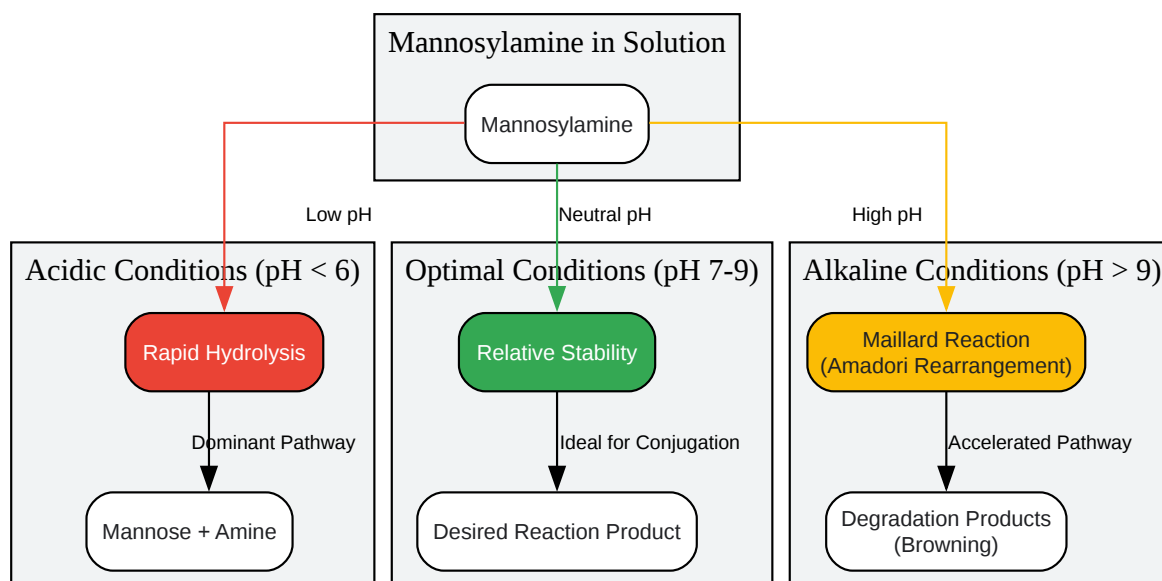 Mannosylamine in Solution
Mannosylamine
Low pH
Neutral pH
High pH
Acidic Conditions (pH < 6)
Optimal Conditions (pH 7-9)
Alkaline Conditions (pH > 9)
Rapid Hydrolysis
Relative Stability
Maillard Reaction
(Amadori Rearrangement)
Dominant Pathway
Ideal for Conjugation
Accelerated Pathway
Mannose + Amine
Desired Reaction Product
Degradation Products
(Browning)